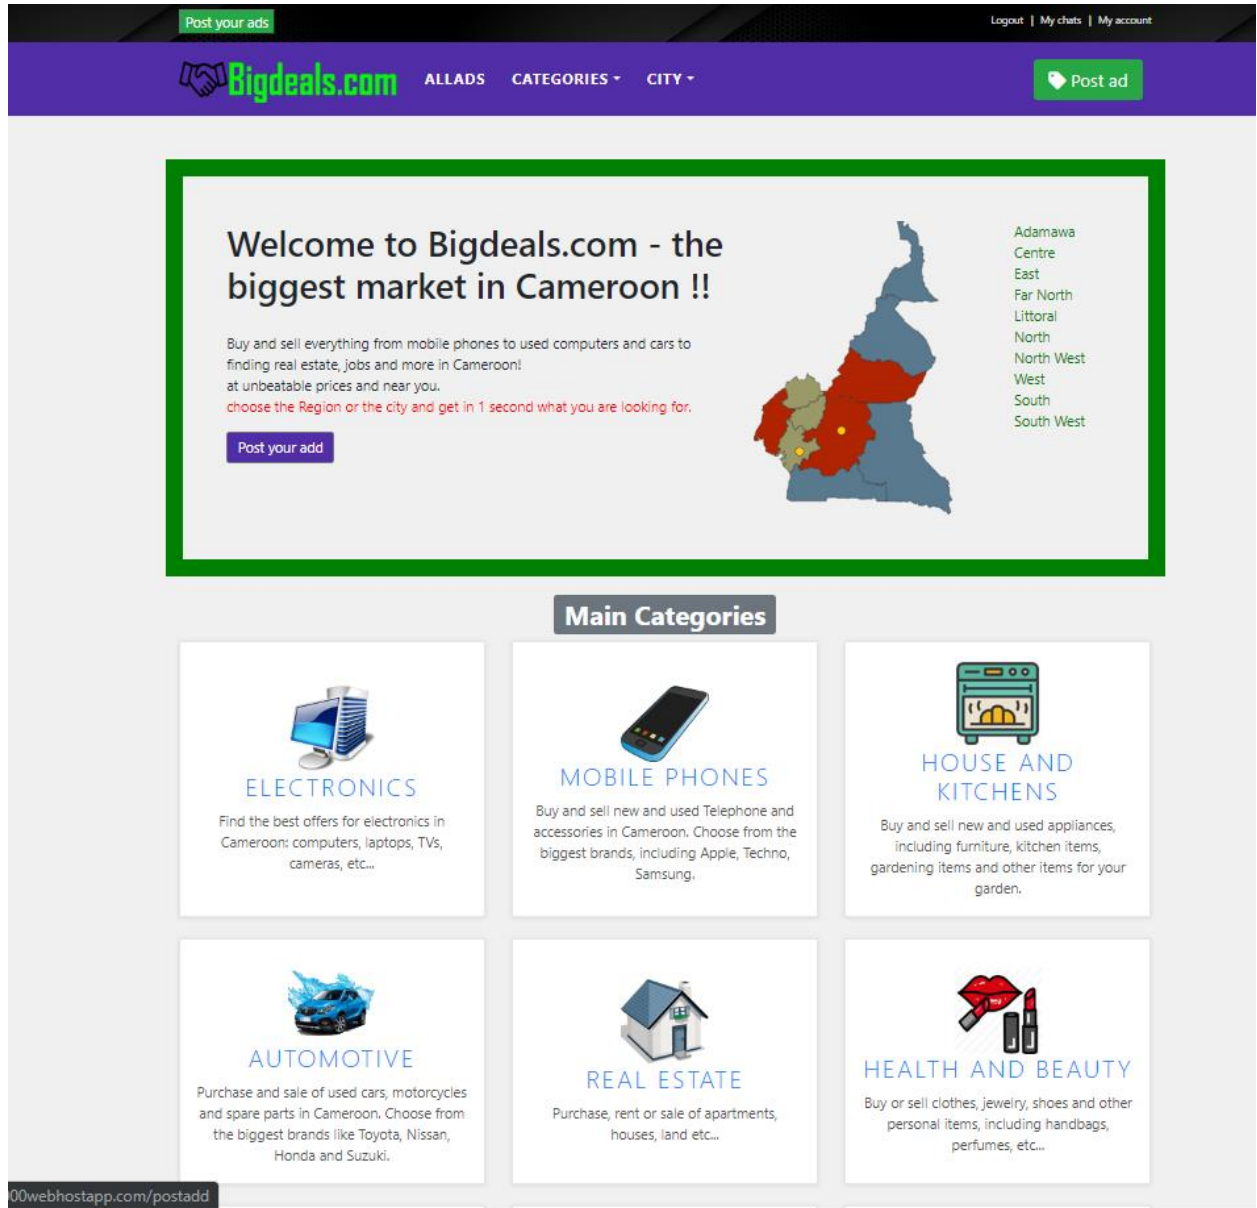 Post your ads
Logout | My chats | My account
Bigdeals.com
ALLADS
CATEGORIES
CITY
Post ad
Welcome to Bigdeals.com - the
biggest market in Cameroon !!
Buy and sell everything from mobile phones to used computers and cars to
finding real estate, jobs and more in Cameroon!
at unbeatable prices and near you.
choose the Region or the city and get in 1 second what you are looking for.
Post your add
Adamawa
Centre
East
Far North
Littoral
North
North West
West
South
South West
Main Categories
ELECTRONICS
Find the best offers for electronics in
Cameroon: computers, laptops, TVs,
cameras, etc...
MOBILE PHONES
Buy and sell new and used Telephone and
accessories in Cameroon. Choose from the
biggest brands, including Apple, Techno,
Samsung.
HOUSE AND
KITCHENS
Buy and sell new and used appliances,
including furniture, kitchen items,
gardening items and other items for your
garden.
AUTOMOTIVE
Purchase and sale of used cars, motorcycles
and spare parts in Cameroon. Choose from
the biggest brands like Toyota, Nissan,
Honda and Suzuki.
REAL ESTATE
Purchase, rent or sale of apartments,
houses, land etc...
HEALTH AND BEAUTY
Buy or sell clothes, jewelry, shoes and other
personal items, including handbags,
perfumes, etc...
00webhostapp.com/postadd